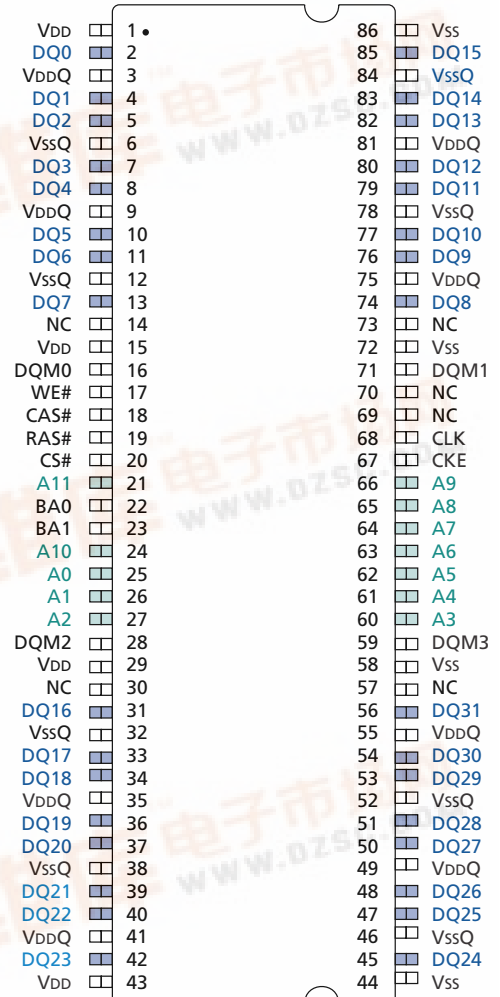 VDD 1 86 Vss
DQ0 2 85 DQ15
VDDQ 3 84 VssQ
DQ1 4 83 DQ14
DQ2 5 82 DQ13
VssQ 6 81 VDDQ
DQ3 7 80 DQ12
DQ4 8 79 DQ11
VDDQ 9 78 VssQ
DQ5 10 77 DQ10
DQ6 11 76 DQ9
VssQ 12 75 VDDQ
DQ7 13 74 DQ8
NC 14 73 NC
VDD 15 72 Vss
DQM0 16 71 DQM1
WE# 17 70 NC
CAS# 18 69 NC
RAS# 19 68 CLK
CS# 20 67 CKE
A11 21 66 A9
BA0 22 65 A8
BA1 23 64 A7
A10 24 63 A6
A0 25 62 A5
A1 26 61 A4
A2 27 60 A3
DQM2 28 59 DQM3
VDD 29 58 Vss
NC 30 57 NC
DQ16 31 56 DQ31
VssQ 32 55 VDDQ
DQ17 33 54 DQ30
DQ18 34 53 DQ29
VDDQ 35 52 VssQ
DQ19 36 51 DQ28
DQ20 37 50 DQ27
VssQ 38 49 VDDQ
DQ21 39 48 DQ26
DQ22 40 47 DQ25
VDDQ 41 46 VssQ
DQ23 42 45 DQ24
VDD 43 44 Vss